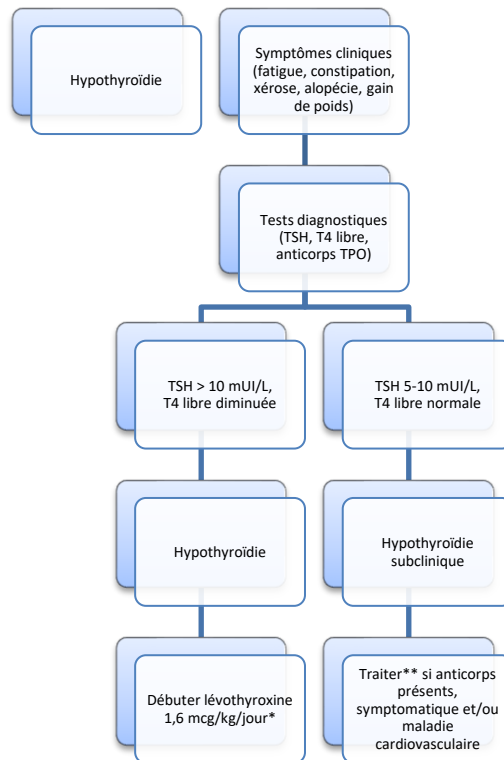 Hypothyroïdie
Symptômes cliniques
(fatigue, constipation,
xérose, alopécie, gain
de poids)
Tests diagnostiques
(TSH, T4 libre,
anticorps TPO)
TSH > 10 mUI/L,
T4 libre diminuée
TSH 5-10 mUI/L,
T4 libre normale
Hypothyroïdie
Hypothyroïdie
subclinique
Débuter lévothyroxine
1,6 mcg/kg/jour*
Traiter** si anticorps
présents,
symptomatique et/ou
maladie
cardiovasculaire